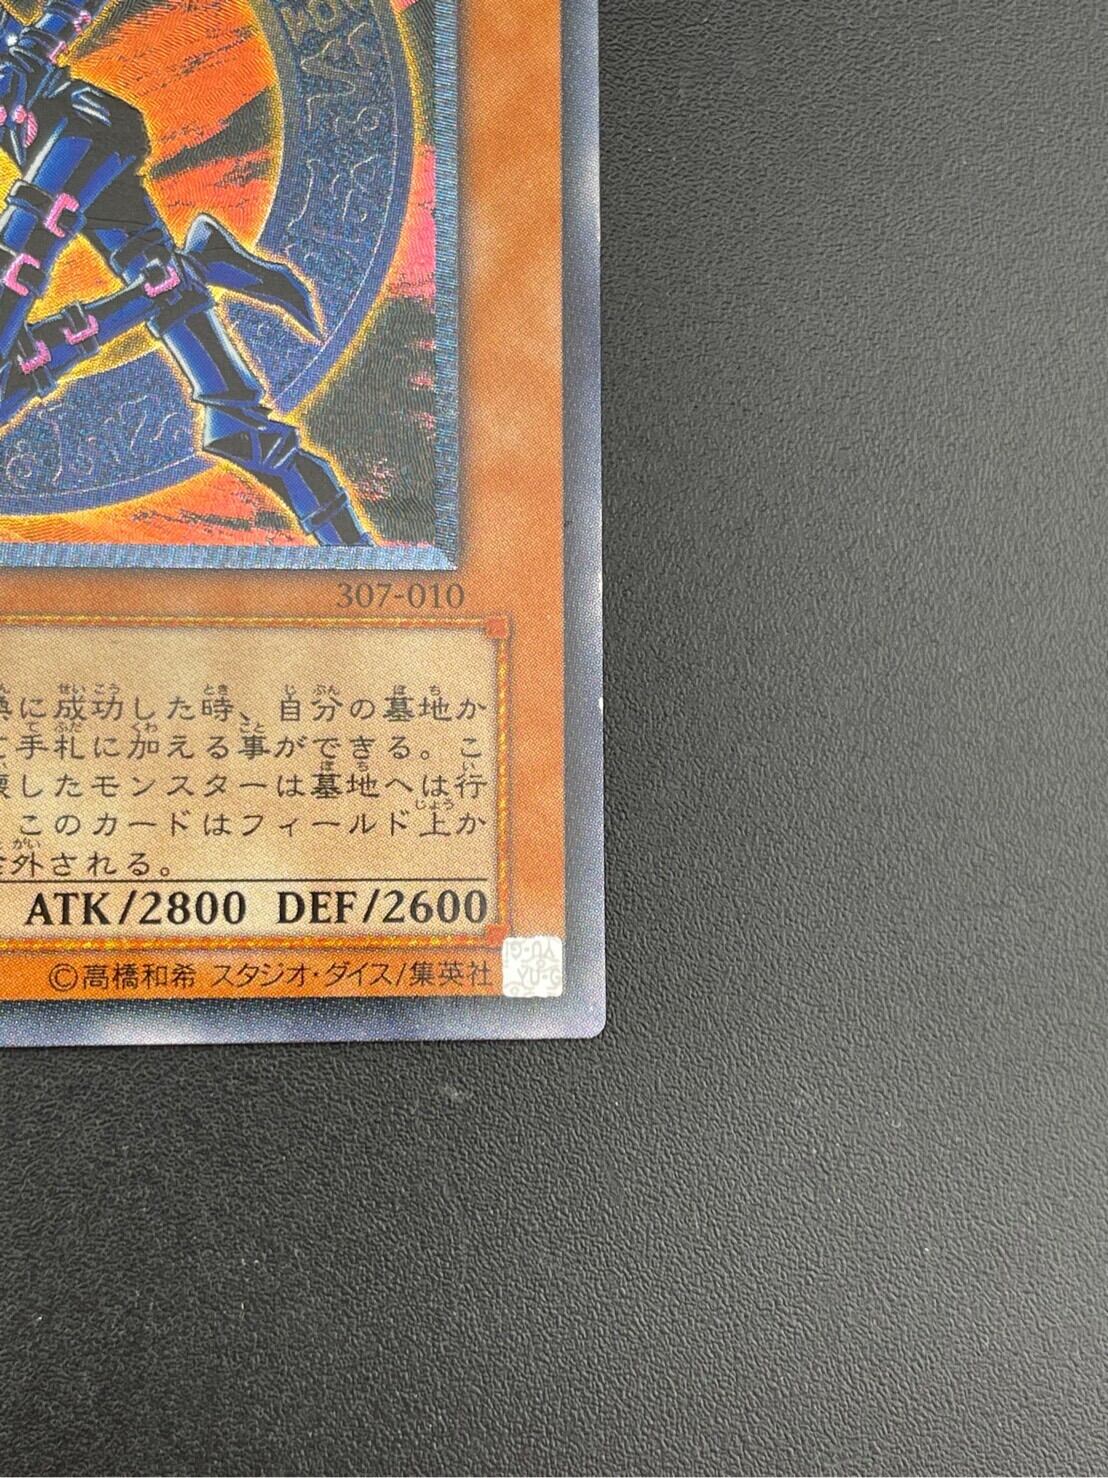 307-010
に成功した時、自分の墓地か
手札に加える事ができる。こ
したモンスターは墓地へは行
このカードはフィールド上か
外される。
ATK/2800 DEF/2600
©高橋和希 スタジオ・ダイス/集英社